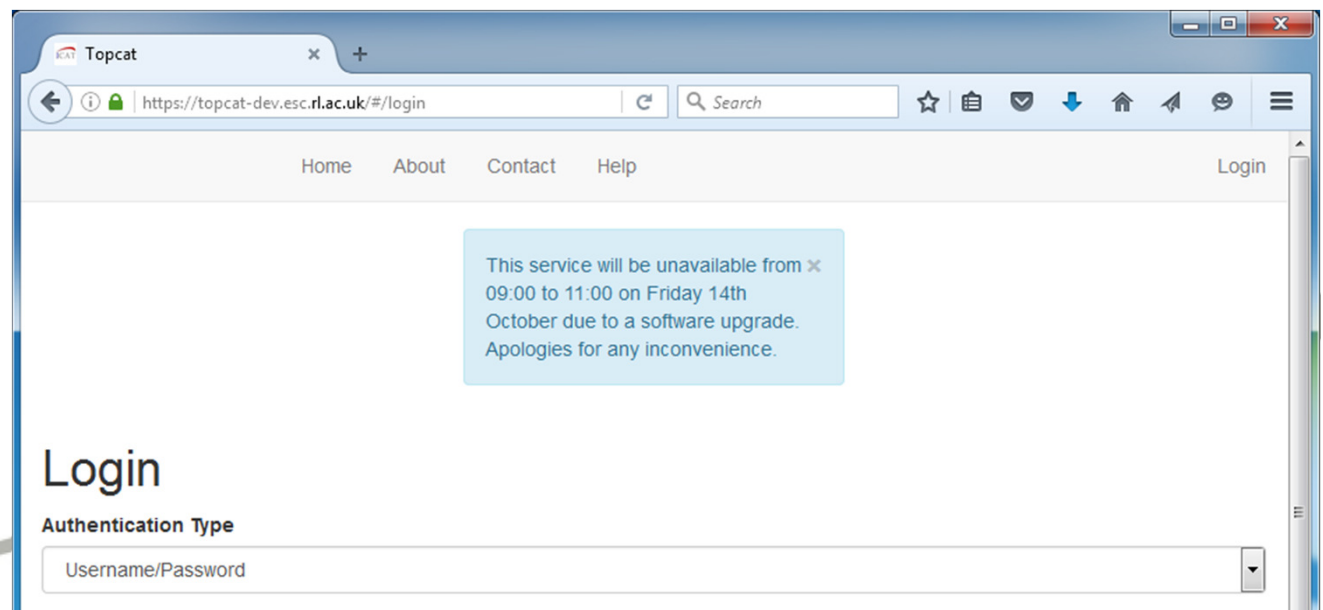 ICAT Topcat
https://topcat-dev.esc.rl.ac.uk/#/login Search
Home About Contact Help Login
This service will be unavailable from
09:00 to 11:00 on Friday 14th
October due to a software upgrade.
Apologies for any inconvenience.
Login
Authentication Type
Username/Password